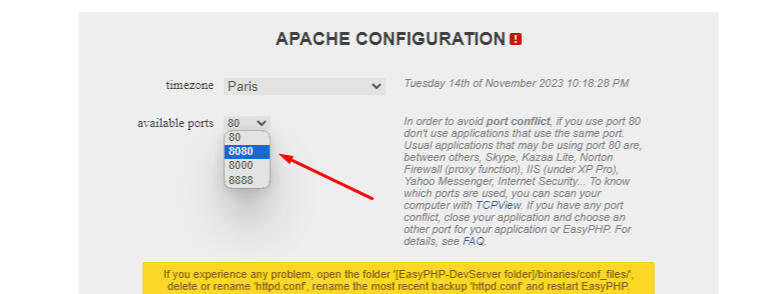 APACHE CONFIGURATION !
timezone Paris Tuesday 14th of November 2023 10:18:28 PM
available ports 80
80
8080
8000
8888
In order to avoid port conflict, if you use port 80
don't use applications that use the same port.
Usual applications that may be using port 80 are,
between others, Skype, Kazaa Lite, Norton
Firewall (proxy function), IIS (under XP Pro),
Yahoo Messenger, Internet Security... To know
which ports are used, you can scan your
computer with TCPView. If you have any port
conflict, close your application and choose an
other port for your application or EasyPHP. For
details, see FAQ.
If you experience any problem, open the folder '[EasyPHP-DevServer folder]/binaries/conf_files/',
delete or rename 'httpd.conf', rename the most recent backup 'httpd.conf' and restart EasyPHP.